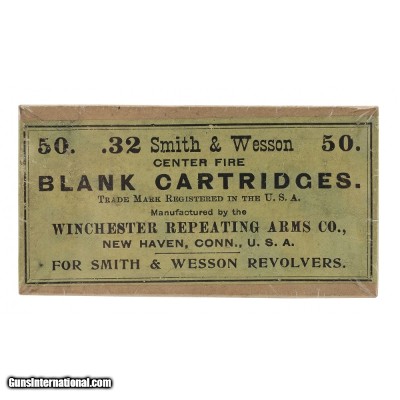 50. .32 Smith & Wesson 50.
CENTER FIRE
BLANK CARTRIDGES.
TRADE MARK REGISTERED IN THE U. S. A.
Manufactured by the
WINCHESTER REPEATING ARMS CO.,
NEW HAVEN, CONN., U. S. A.
FOR SMITH & WESSON REVOLVERS.
GunsInternational.com